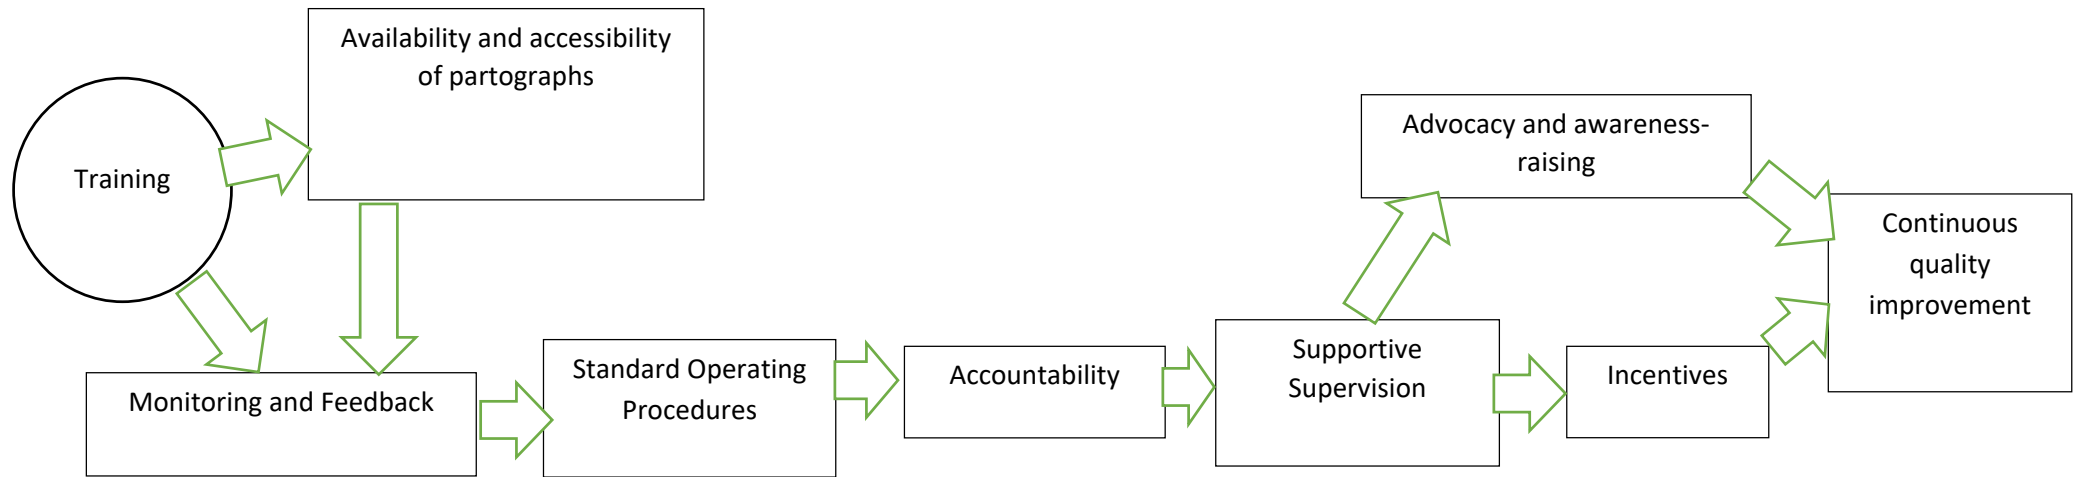 Availability and accessibility
of partographs
Training
Monitoring and Feedback
Standard Operating
Procedures
Accountability
Supportive
Supervision
Advocacy and awareness-
raising
Incentives
Continuous
quality
improvement